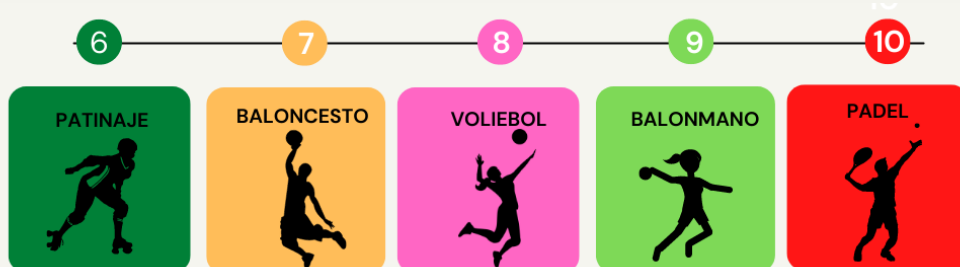 6 7 8 9 10
PATINAJE
BALONCESTO
VOLIEBOL
BALONMANO
PADEL